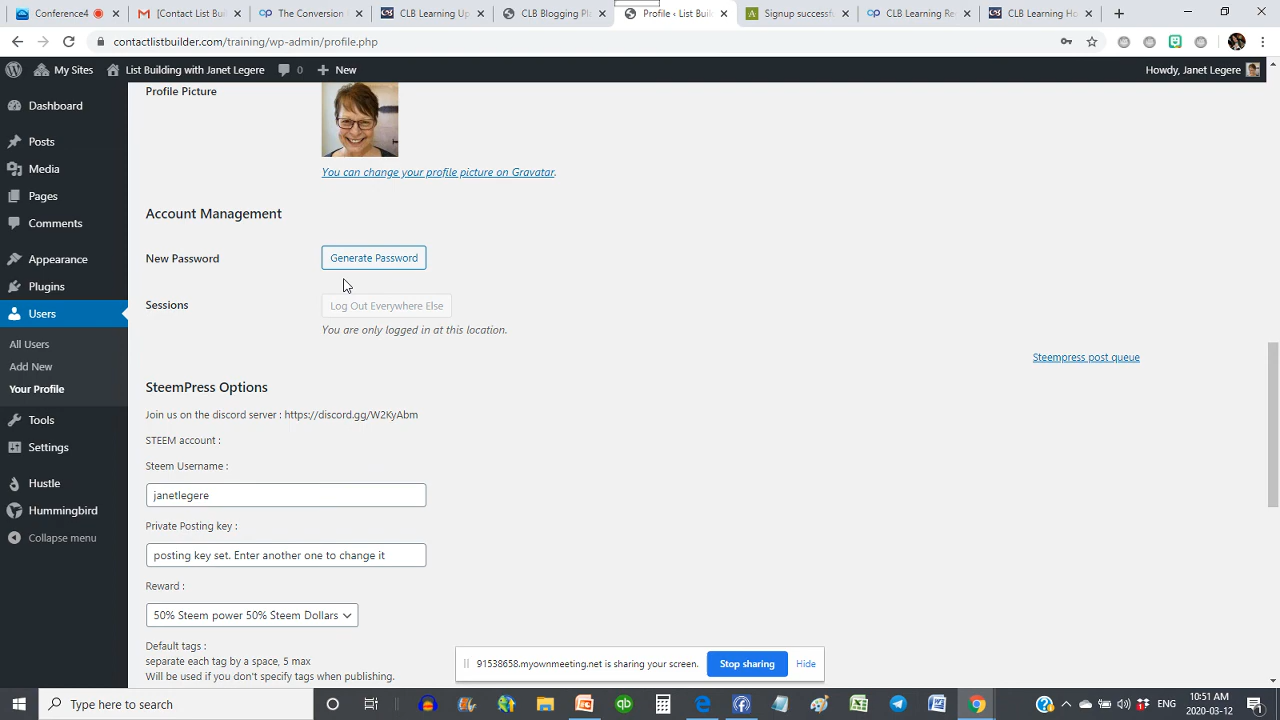 Conference4
[Contact List Buil
The Conversion
CLB Learning Up
CLB Blogging Pla
Profile ‹ List Buil
Signup successfu
CLB Learning Re
CLB Learning Ho
contactlistbuilder.com/training/wp-admin/profile.php
My Sites
List Building with Janet Legere
0
New
Howdy, Janet Legere
Dashboard
Posts
Media
Pages
Comments
Appearance
Plugins
Users
All Users
Add New
Your Profile
Tools
Settings
Hustle
Hummingbird
Collapse menu
Profile Picture
You can change your profile picture on Gravatar.
Account Management
New Password
Generate Password
Sessions
Log Out Everywhere Else
You are only logged in at this location.
Steempress post queue
SteemPress Options
Join us on the discord server : https://discord.gg/W2KyAbm
STEEM account :
Steem Username :
janetlegere
Private Posting key :
posting key set. Enter another one to change it
Reward :
50% Steem power 50% Steem Dollars
Default tags :
separate each tag by a space, 5 max
Will be used if you don't specify tags when publishing.
91538658.myownmeeting.net is sharing your screen.
Stop sharing
Hide
Type here to search
ENG
10:51 AM
2020-03-12